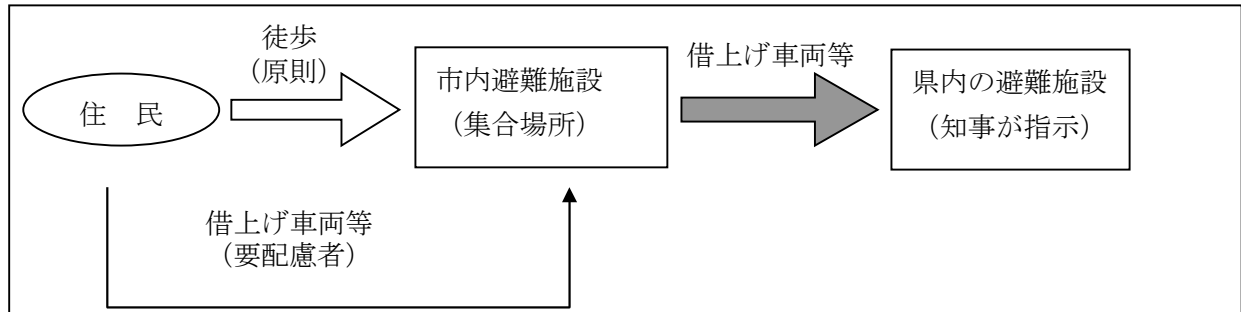 徒歩
(原則)
住　民
市内避難施設
（集合場所）
借上げ車両等
県内の避難施設
（知事が指示）
借上げ車両等
（要配慮者）